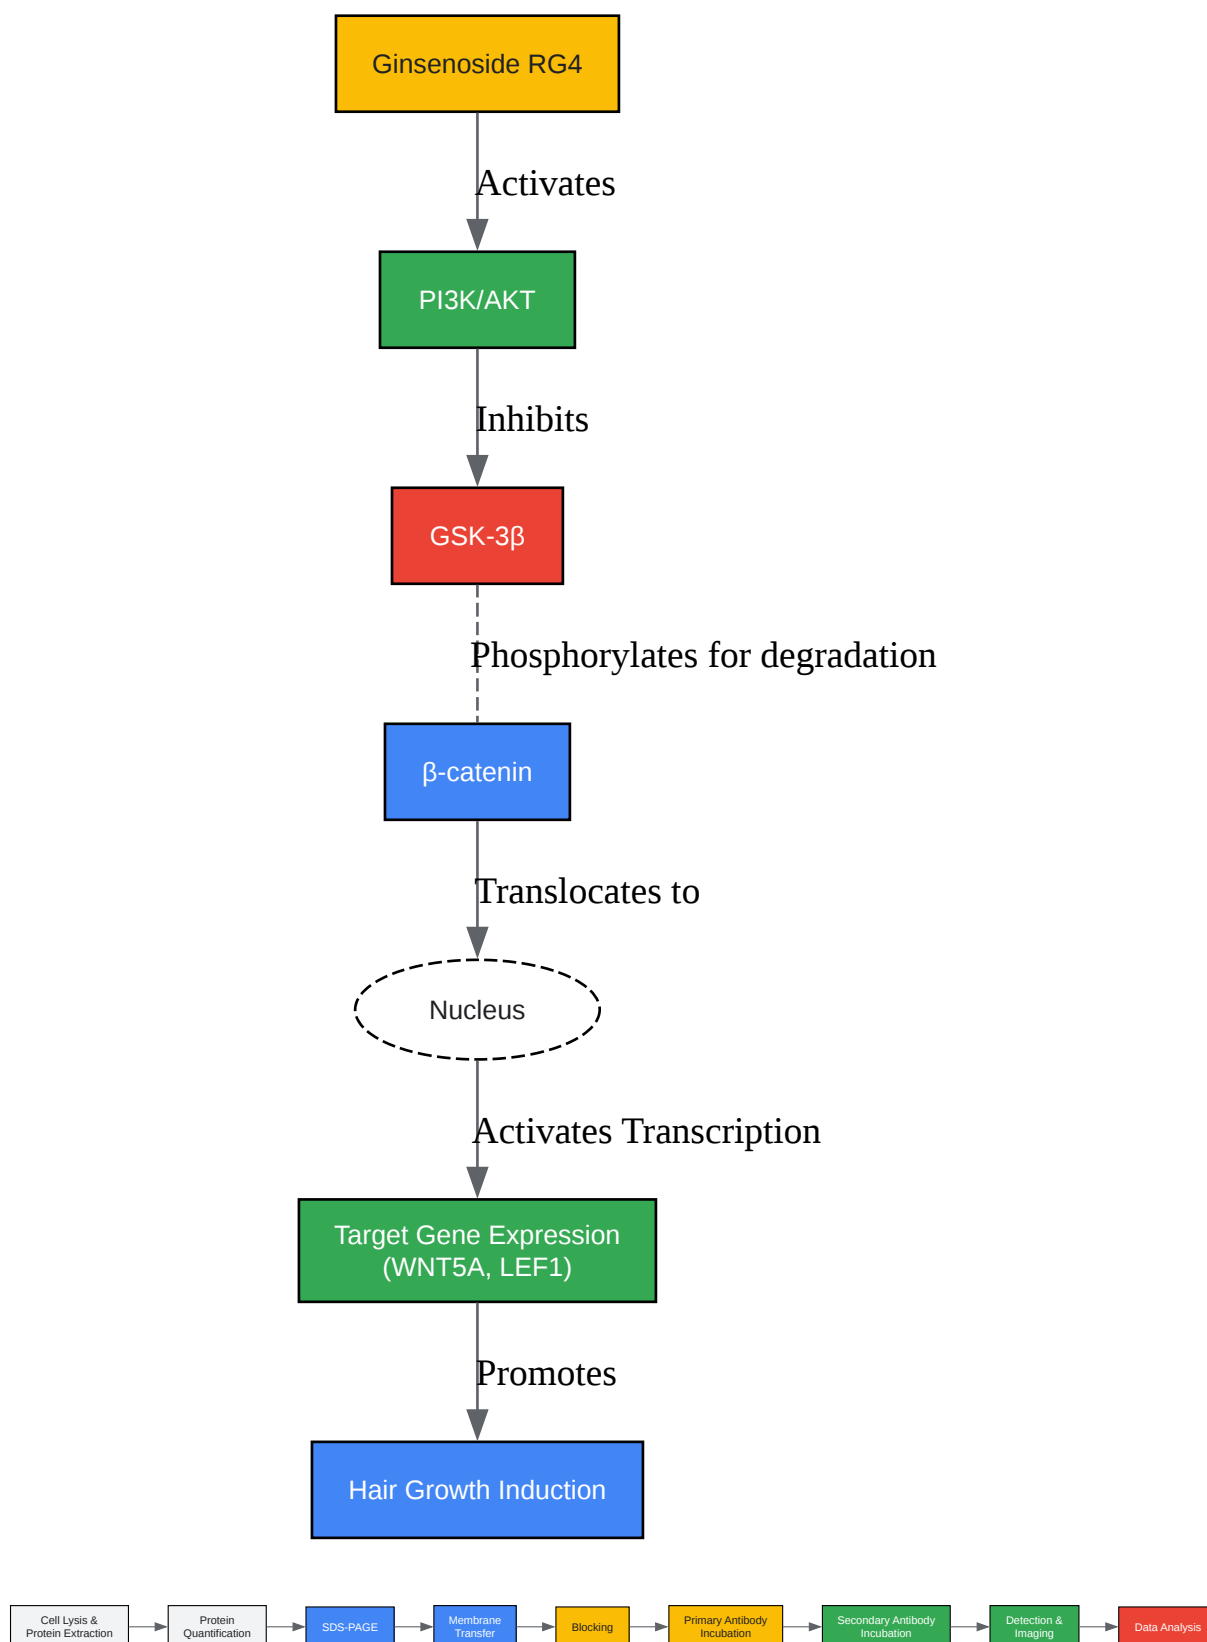 Ginsenoside RG4
Activates
PI3K/AKT
Inhibits
GSK-3β
Phosphorylates for degradation
β-catenin
Translocates to
Nucleus
Activates Transcription
Target Gene Expression
(WNT5A, LEF1)
Promotes
Hair Growth Induction
Cell Lysis &
Protein Extraction
Protein
Quantification
SDS-PAGE
Membrane
Transfer
Blocking
Primary Antibody
Incubation
Secondary Antibody
Incubation
Detection &
Imaging
Data Analysis